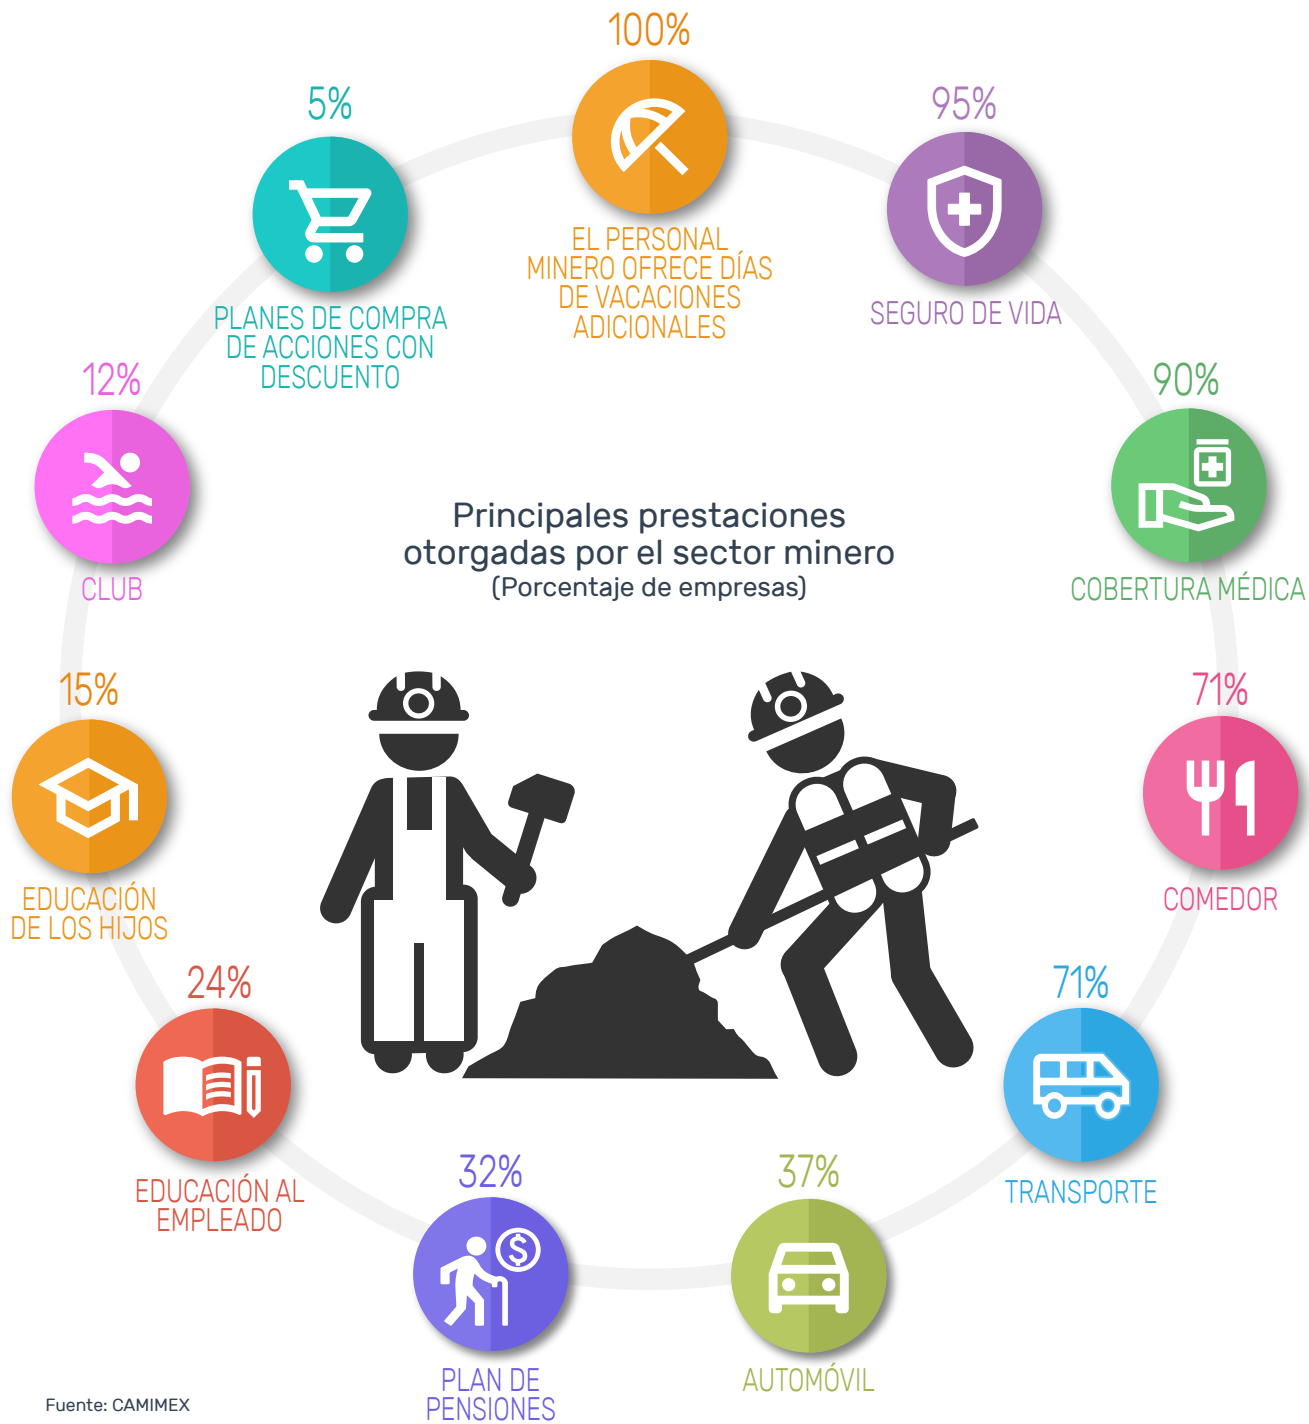 100%
EL PERSONAL
MINERO OFRECE DÍAS
DE VACACIONES
ADICIONALES
95%
SEGURO DE VIDA
90%
COBERTURA MÉDICA
71%
COMEDOR
71%
TRANSPORTE
37%
AUTOMÓVIL
32%
PLAN DE
PENSIONES
24%
EDUCACIÓN AL
EMPLEADO
15%
EDUCACIÓN
DE LOS HIJOS
12%
CLUB
5%
PLANES DE COMPRA
DE ACCIONES CON
DESCUENTO
Principales prestaciones
otorgadas por el sector minero
(Porcentaje de empresas)
$
Fuente: CAMIMEX